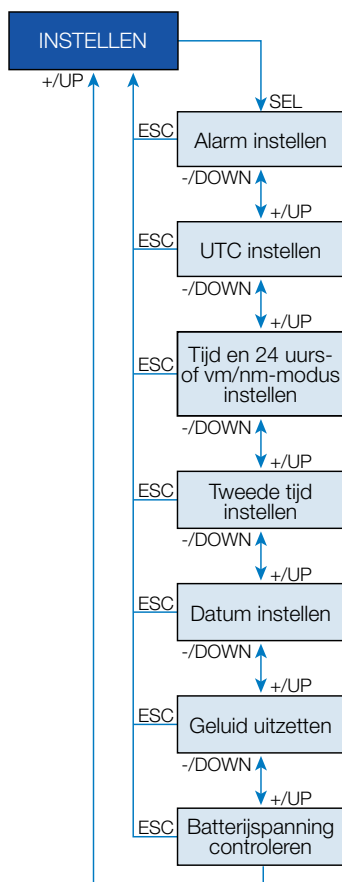 INSTELLEN
+/UP
SEL
ESC
Alarm instellen
-/DOWN
+/UP
ESC
UTC instellen
-/DOWN
+/UP
ESC
Tijd en 24 uurs-
of vm/nm-modus
instellen
-/DOWN
+/UP
ESC
Tweede tijd
instellen
-/DOWN
+/UP
ESC
Datum instellen
-/DOWN
+/UP
ESC
Geluid uitzetten
-/DOWN
+/UP
ESC
Batterijspanning
controleren